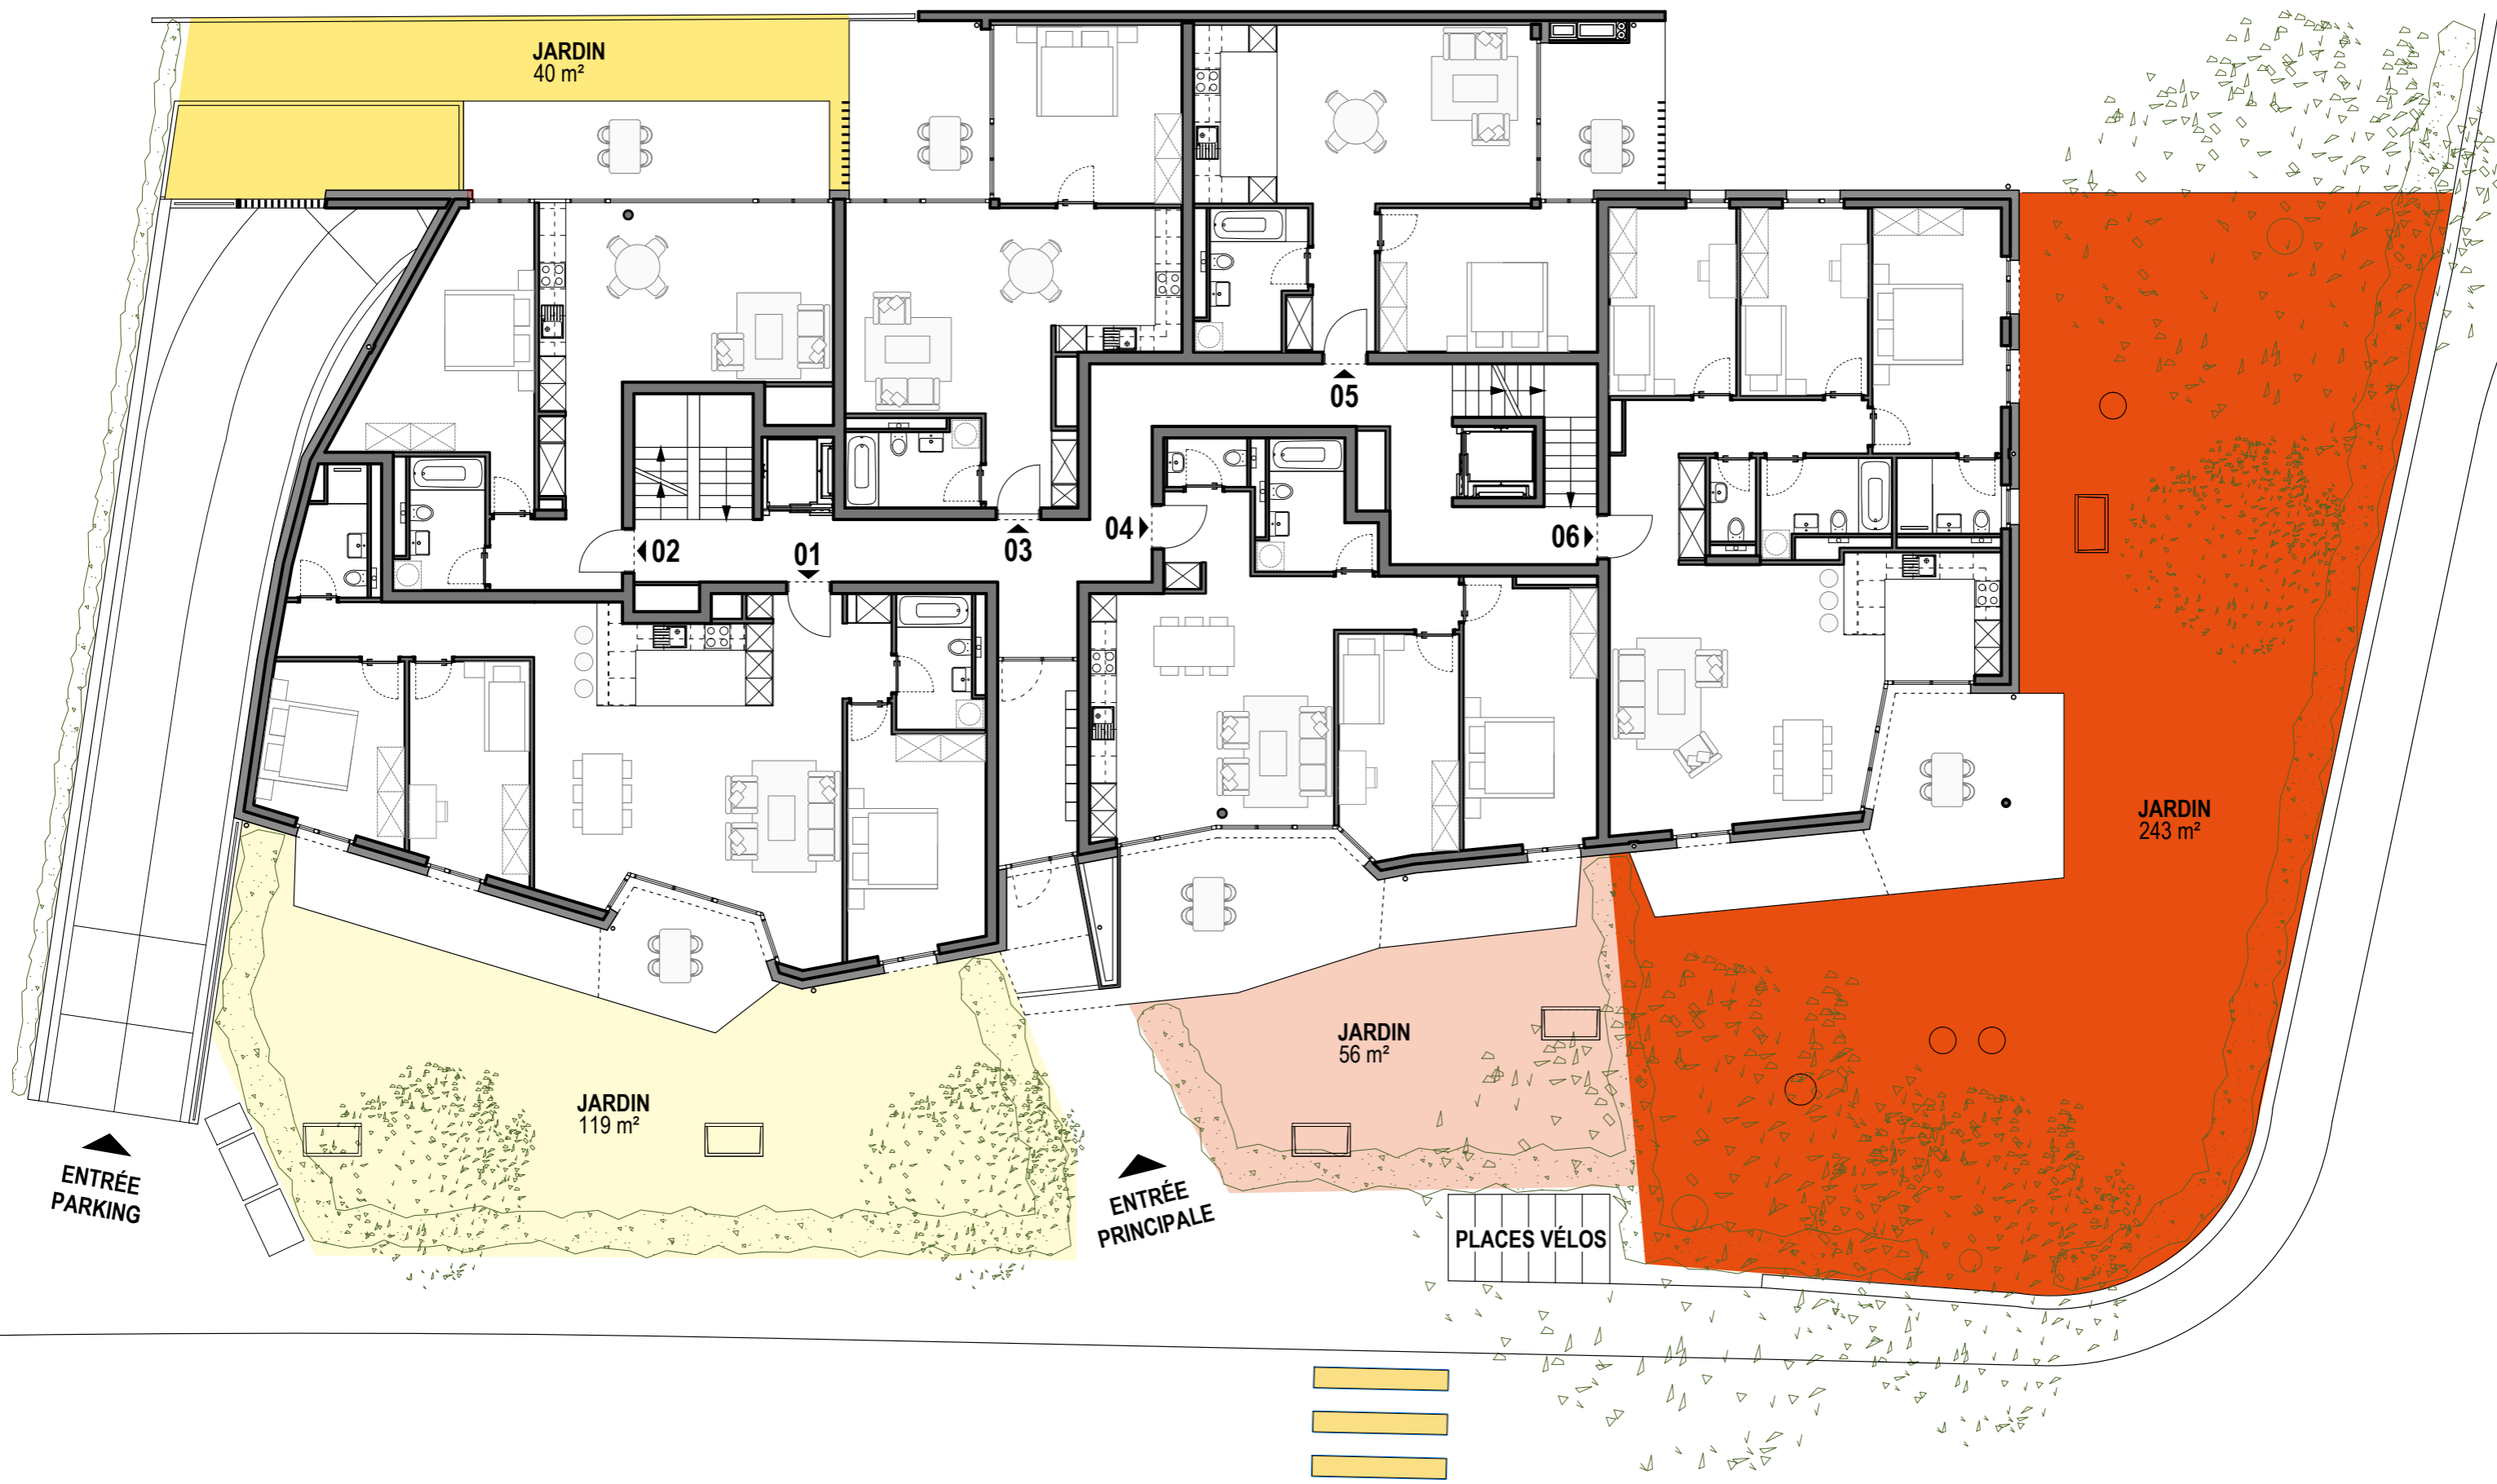 JARDIN
40 m²
05
02
01
03
04
06
JARDIN
243 m²
JARDIN
56 m²
JARDIN
119 m²
ENTRÉE
PARKING
ENTRÉE
PRINCIPALE
PLACES VÉLOS